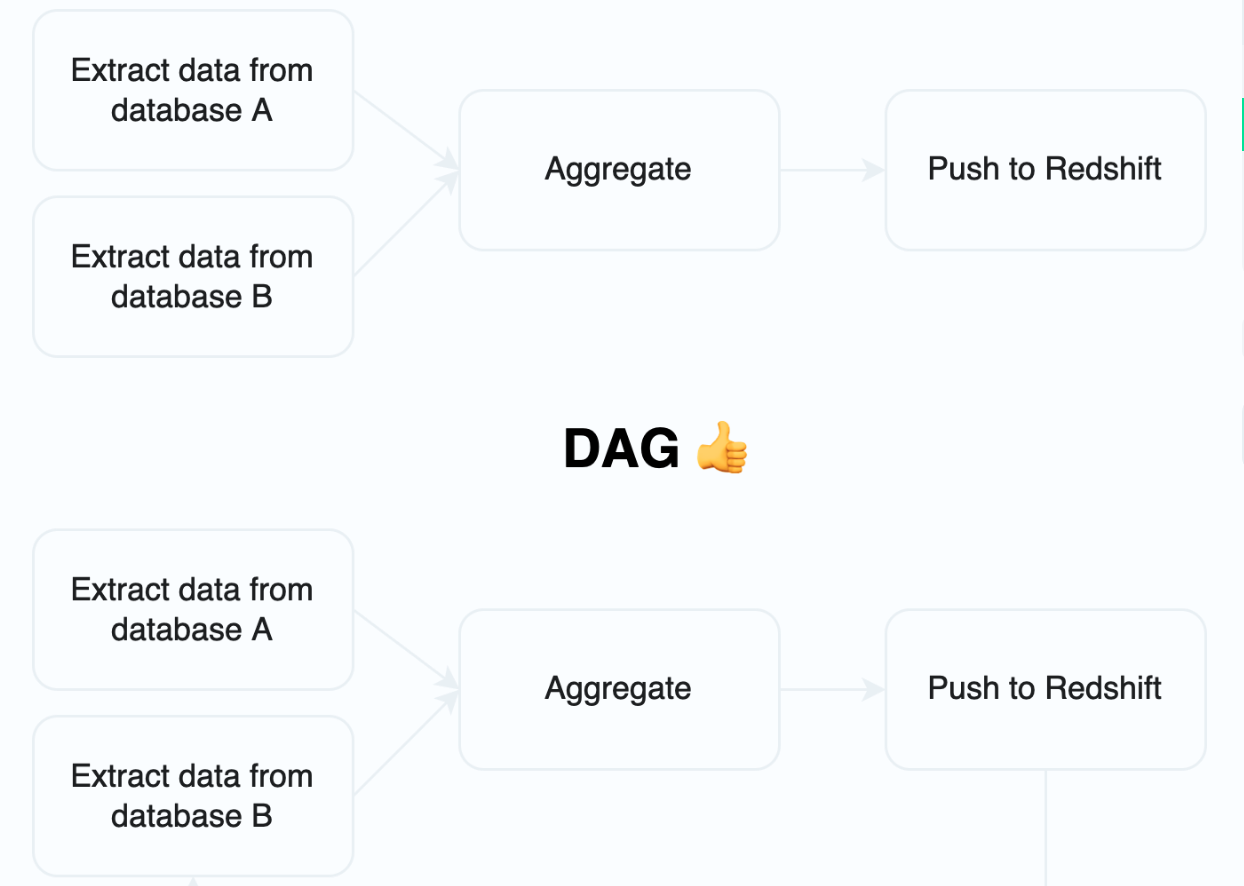 Extract data from
database A
Aggregate
Push to Redshift
Extract data from
database B
DAG 👍
Extract data from
database A
Aggregate
Push to Redshift
Extract data from
database B